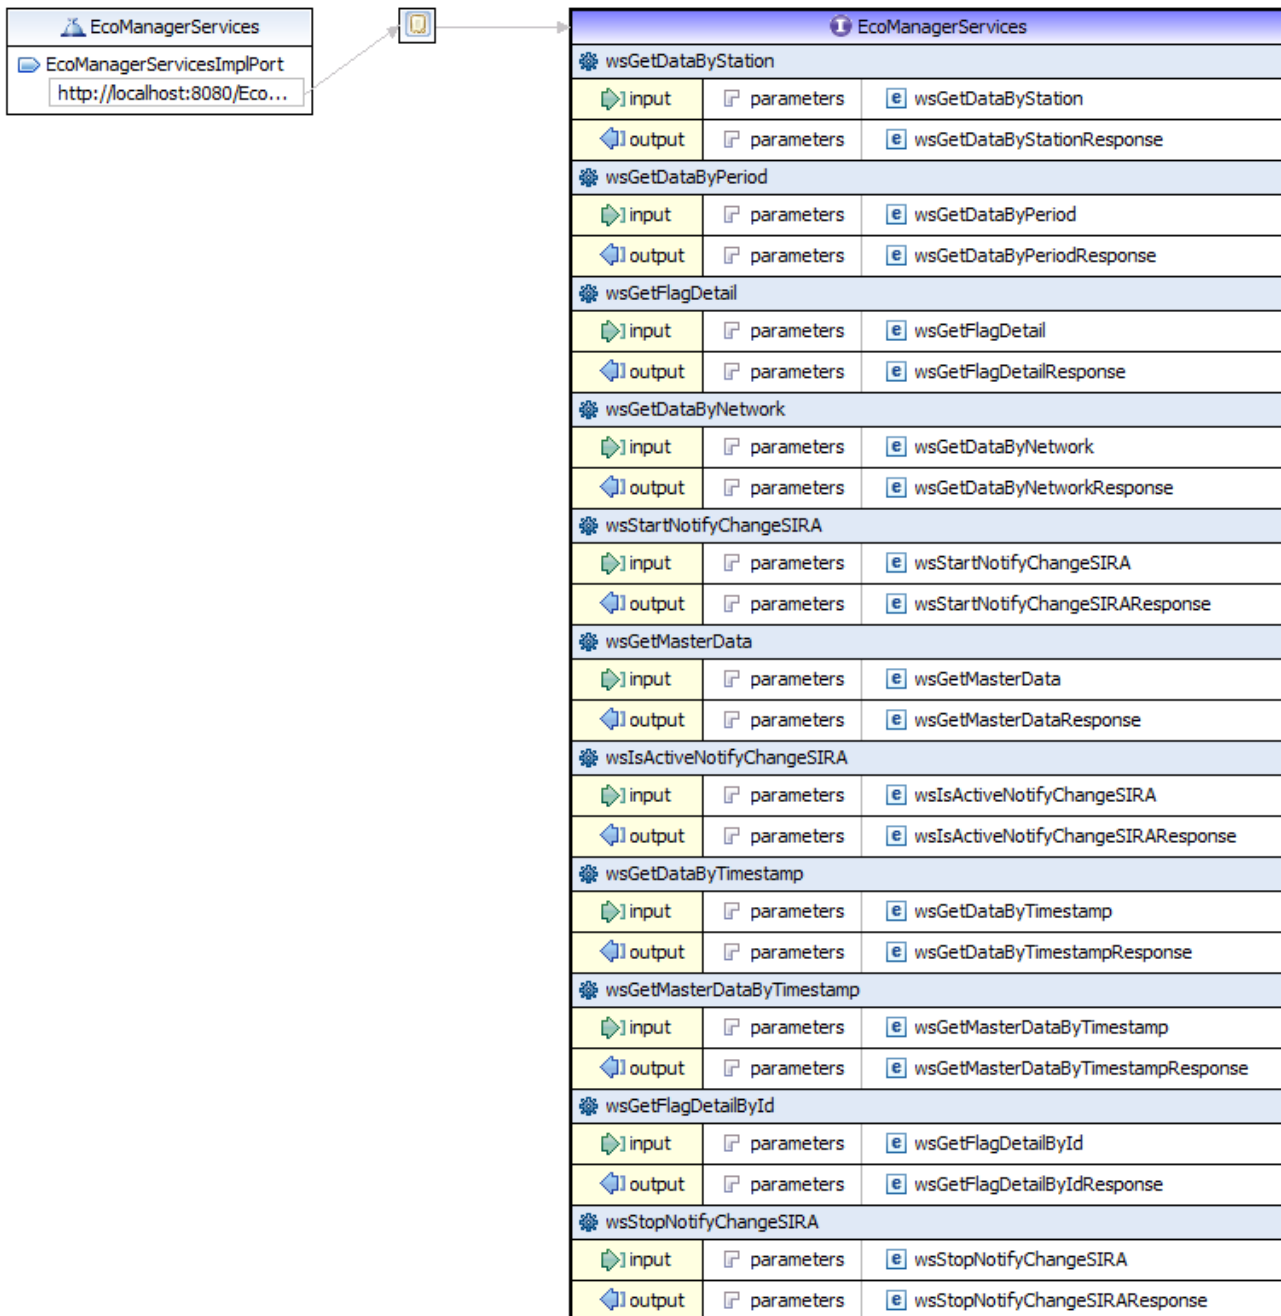 EcoManagerServices
EcoManagerServicesImplPort
http://localhost:8080/Eco...
EcoManagerServices
wsGetDataByStation
input parameters e wsGetDataByStation
output parameters e wsGetDataByStationResponse
wsGetDataByPeriod
input parameters e wsGetDataByPeriod
output parameters e wsGetDataByPeriodResponse
wsGetFlagDetail
input parameters e wsGetFlagDetail
output parameters e wsGetFlagDetailResponse
wsGetDataByNetwork
input parameters e wsGetDataByNetwork
output parameters e wsGetDataByNetworkResponse
wsStartNotifyChangeSIRA
input parameters e wsStartNotifyChangeSIRA
output parameters e wsStartNotifyChangeSIRAResponse
wsGetMasterData
input parameters e wsGetMasterData
output parameters e wsGetMasterDataResponse
wsIsActiveNotifyChangeSIRA
input parameters e wsIsActiveNotifyChangeSIRA
output parameters e wsIsActiveNotifyChangeSIRAResponse
wsGetDataByTimestamp
input parameters e wsGetDataByTimestamp
output parameters e wsGetDataByTimestampResponse
wsGetMasterDataByTimestamp
input parameters e wsGetMasterDataByTimestamp
output parameters e wsGetMasterDataByTimestampResponse
wsGetFlagDetailById
input parameters e wsGetFlagDetailById
output parameters e wsGetFlagDetailByIdResponse
wsStopNotifyChangeSIRA
input parameters e wsStopNotifyChangeSIRA
output parameters e wsStopNotifyChangeSIRAResponse